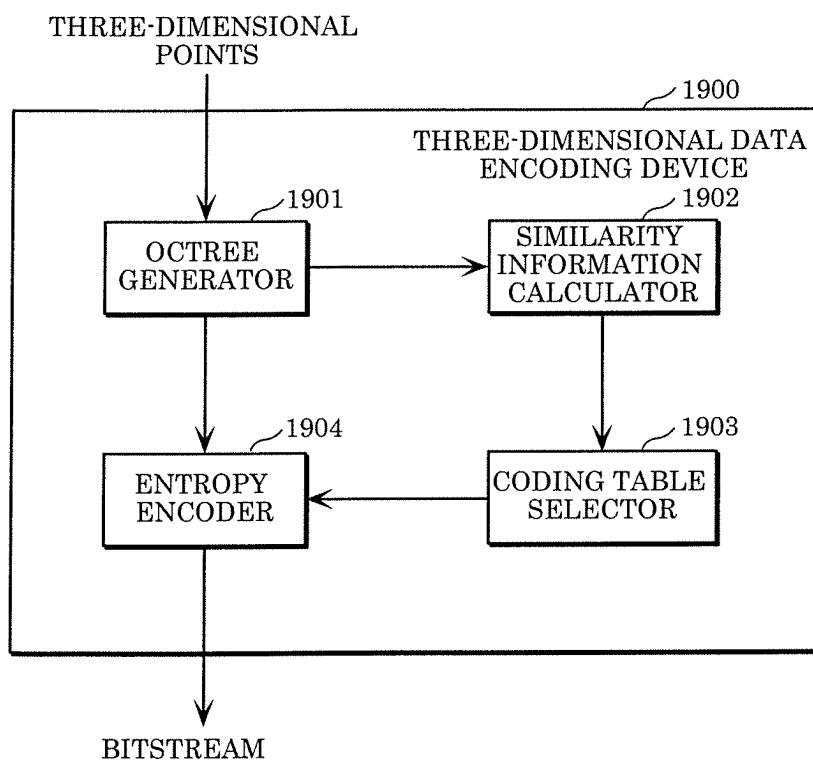 THREE-DIMENSIONAL
POINTS
1900
THREE-DIMENSIONAL DATA
ENCODING DEVICE
1901
OCTREE
GENERATOR
1902
SIMILARITY
INFORMATION
CALCULATOR
1904
ENTROPY
ENCODER
1903
CODING TABLE
SELECTOR
BITSTREAM